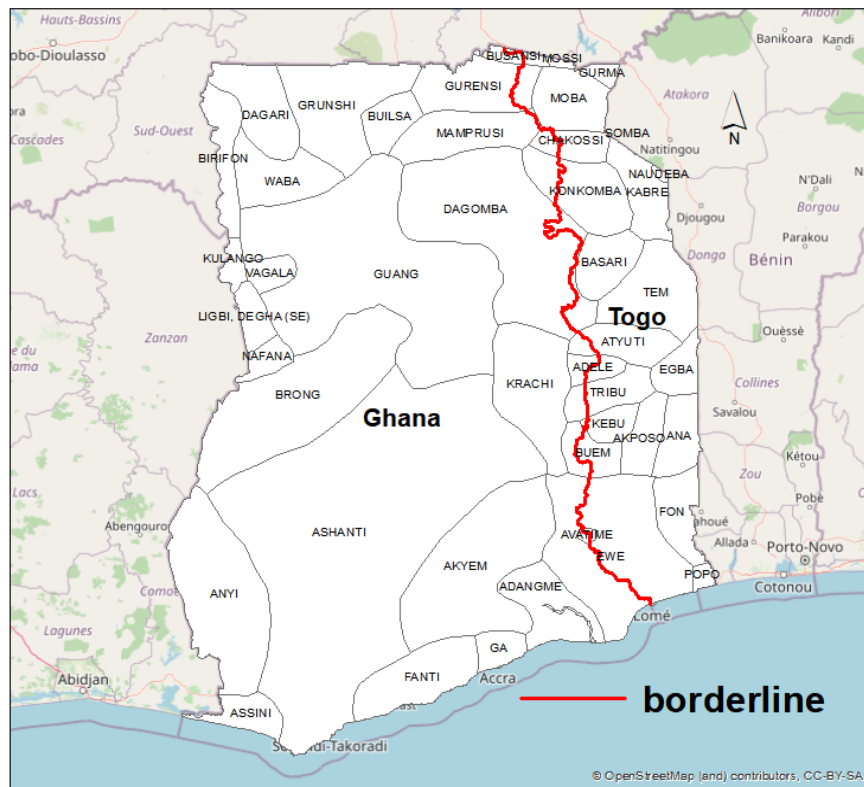 Hauts-Bassins
Alibori
obo-Dioulasso
Banikoara
Kandi
BUSANSI
MOSSI
GURMA
GURENSI
MOBA
Atakora
GRUNSHI
DAGARI
BUILSA
N
Cascades
Sud-Ouest
MAMPRUSI
CHAKOSSI
SOMBA
Natitingou
BIRIFON
WABA
NAUDEBA
KONKOMBA
KABRE
N'Dali
Borgou
DAGOMBA
Djougou
Parakou
KULANGO
VAGALA
GUANG
BASARI
Donga
Bénin
TEM
LIGBI, DEGHA (SE)
Togo
Zanzan
Ouèssè
NAFANA
ATYUTI
ADELE
EGBA
BRONG
KRACHI
TRIBU
Collines
Ghana
Savalou
KEBU
AKPOSO
ANA
BUEM
Kétou
Lacs
Zou
Pobè
FON
Abengourou
ASHANTI
AVATIME
EWE
ahoué
Allada
Porto-Novo
AKYEM
ANYI
ADANGME
POPO
Cotonou
Lomé
Lagunes
GA
FANTI
Accra
Abidjan
ASSINI
borderline
© OpenStreetMap (and) contributors, CC-BY-SA